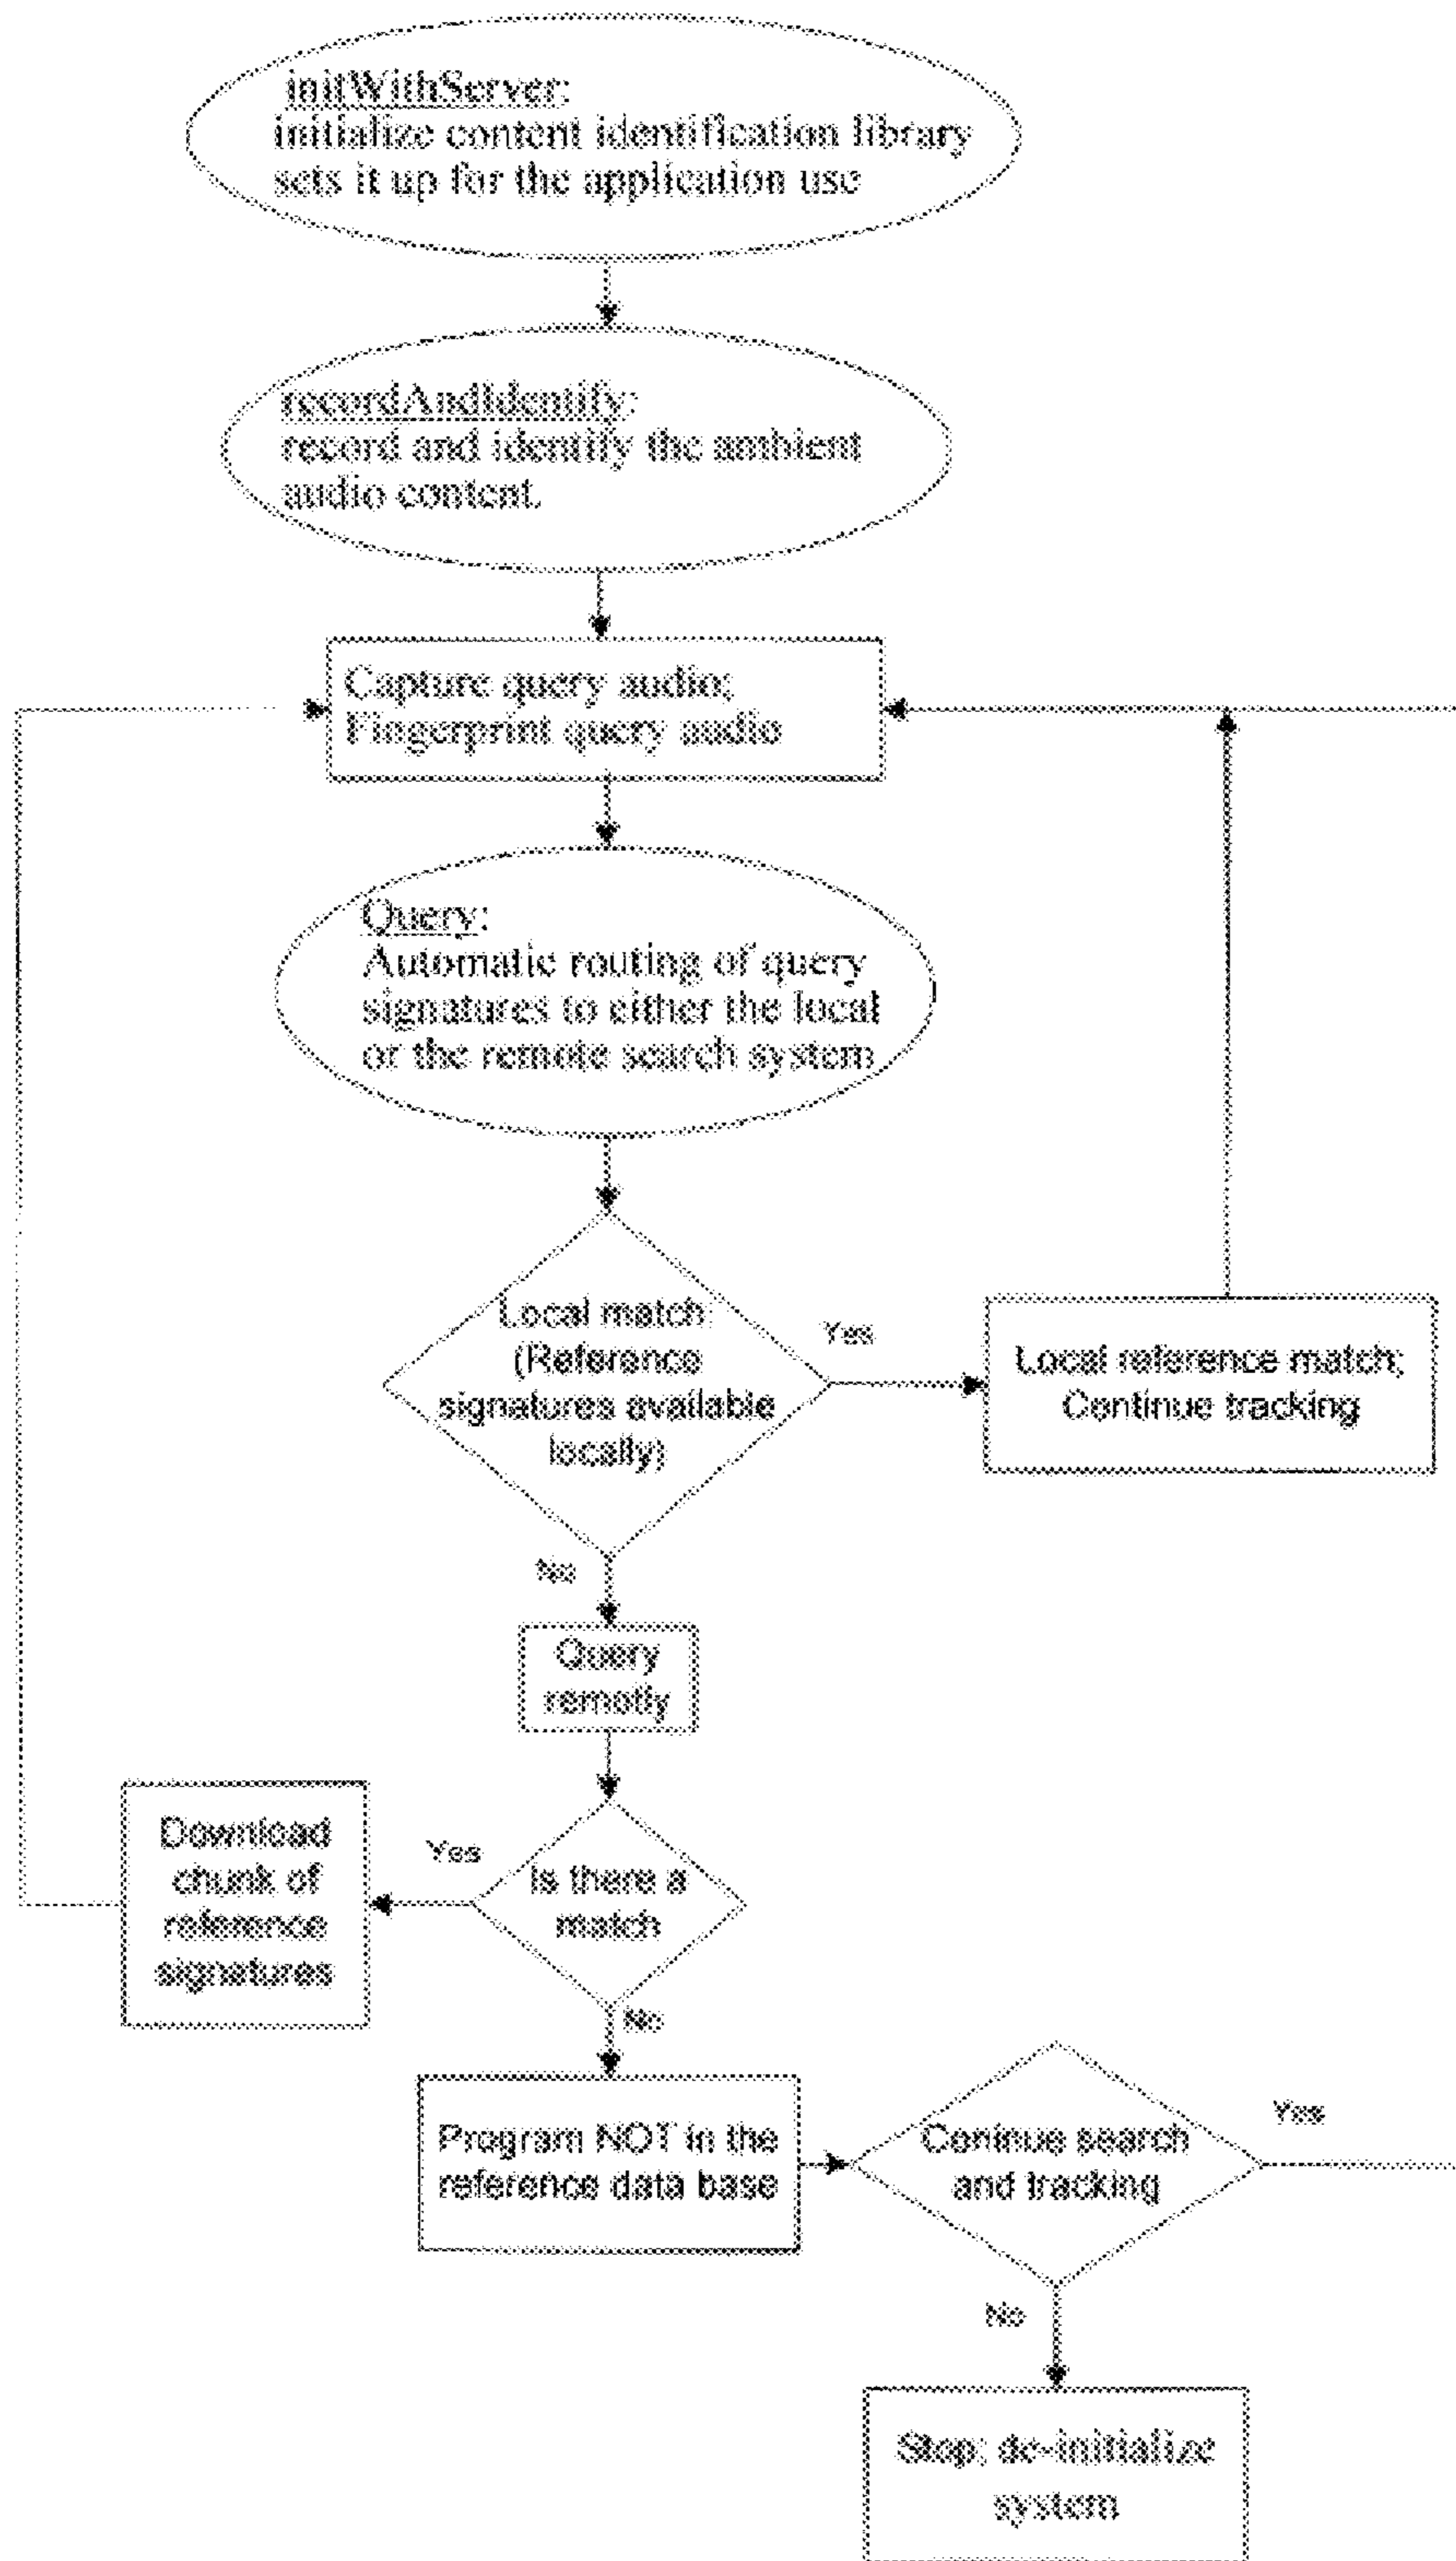 initWithServer:
initialize content identification library
sets it up for the application use
recordAndIdentify:
record and identify the ambient
audio content.
Capture query audio;
Fingerprint query audio
Query:
Automatic routing of query
signatures to either the local
or the remote search system
Local match
(Reference
signatures available
locally)
Yes
Local reference match;
Continue tracking
No
Query
remotly
Download
chunk of
reference
signatures
Yes
Is there a
match
No
Program NOT in the
reference data base
Coninue search
and tracking
Yes
No
Stop; de-initialize
system